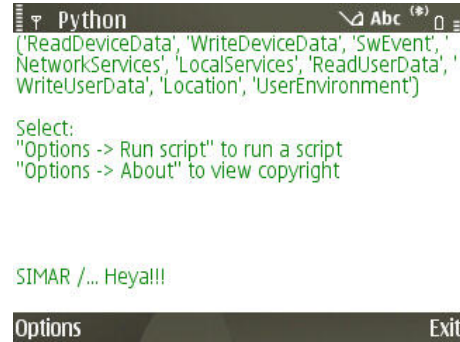 Python Abc (*)
('ReadDeviceData', 'WriteDeviceData', 'SwEvent', '
NetworkServices', 'LocalServices', 'ReadUserData', '
WriteUserData', 'Location', 'UserEnvironment')
Select:
"Options -> Run script" to run a script
"Options -> About" to view copyright
SIMAR /... Heya!!!
Options Exit